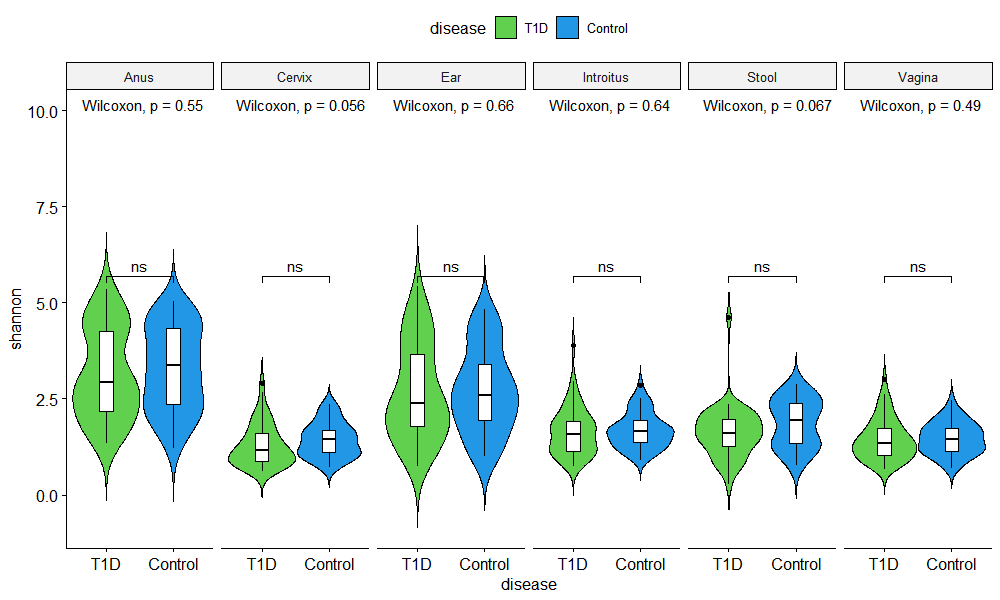 disease T1D Control
Anus Cervix Ear Introitus Stool Vagina
Wilcoxon, p = 0.55 Wilcoxon, p = 0.056 Wilcoxon, p = 0.66 Wilcoxon, p = 0.64 Wilcoxon, p = 0.067 Wilcoxon, p = 0.49
10.0
7.5
ns ns ns ns ns ns
5.0
shannon
2.5
0.0
T1D Control T1D Control T1D Control T1D Control T1D Control T1D Control
disease